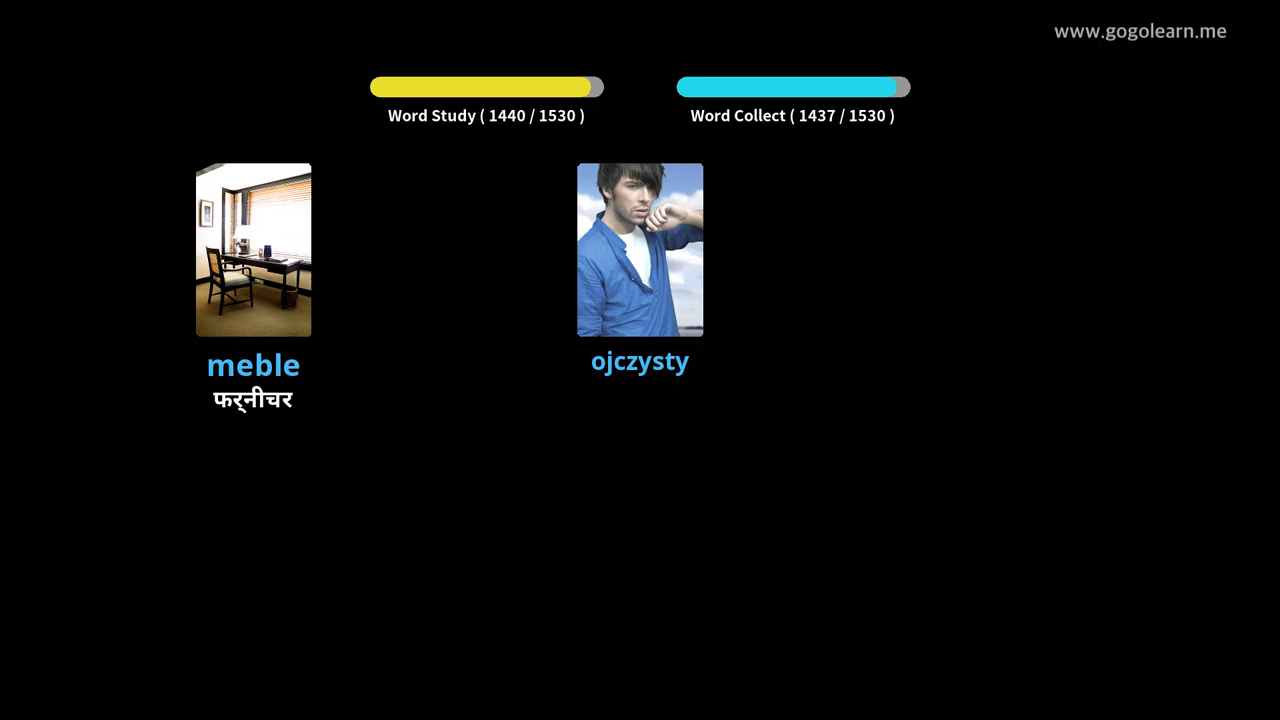 www.gogolearn.me
Word Study ( 1440 / 1530 )
Word Collect ( 1437 / 1530 )
meble
फर्नीचर
ojczysty